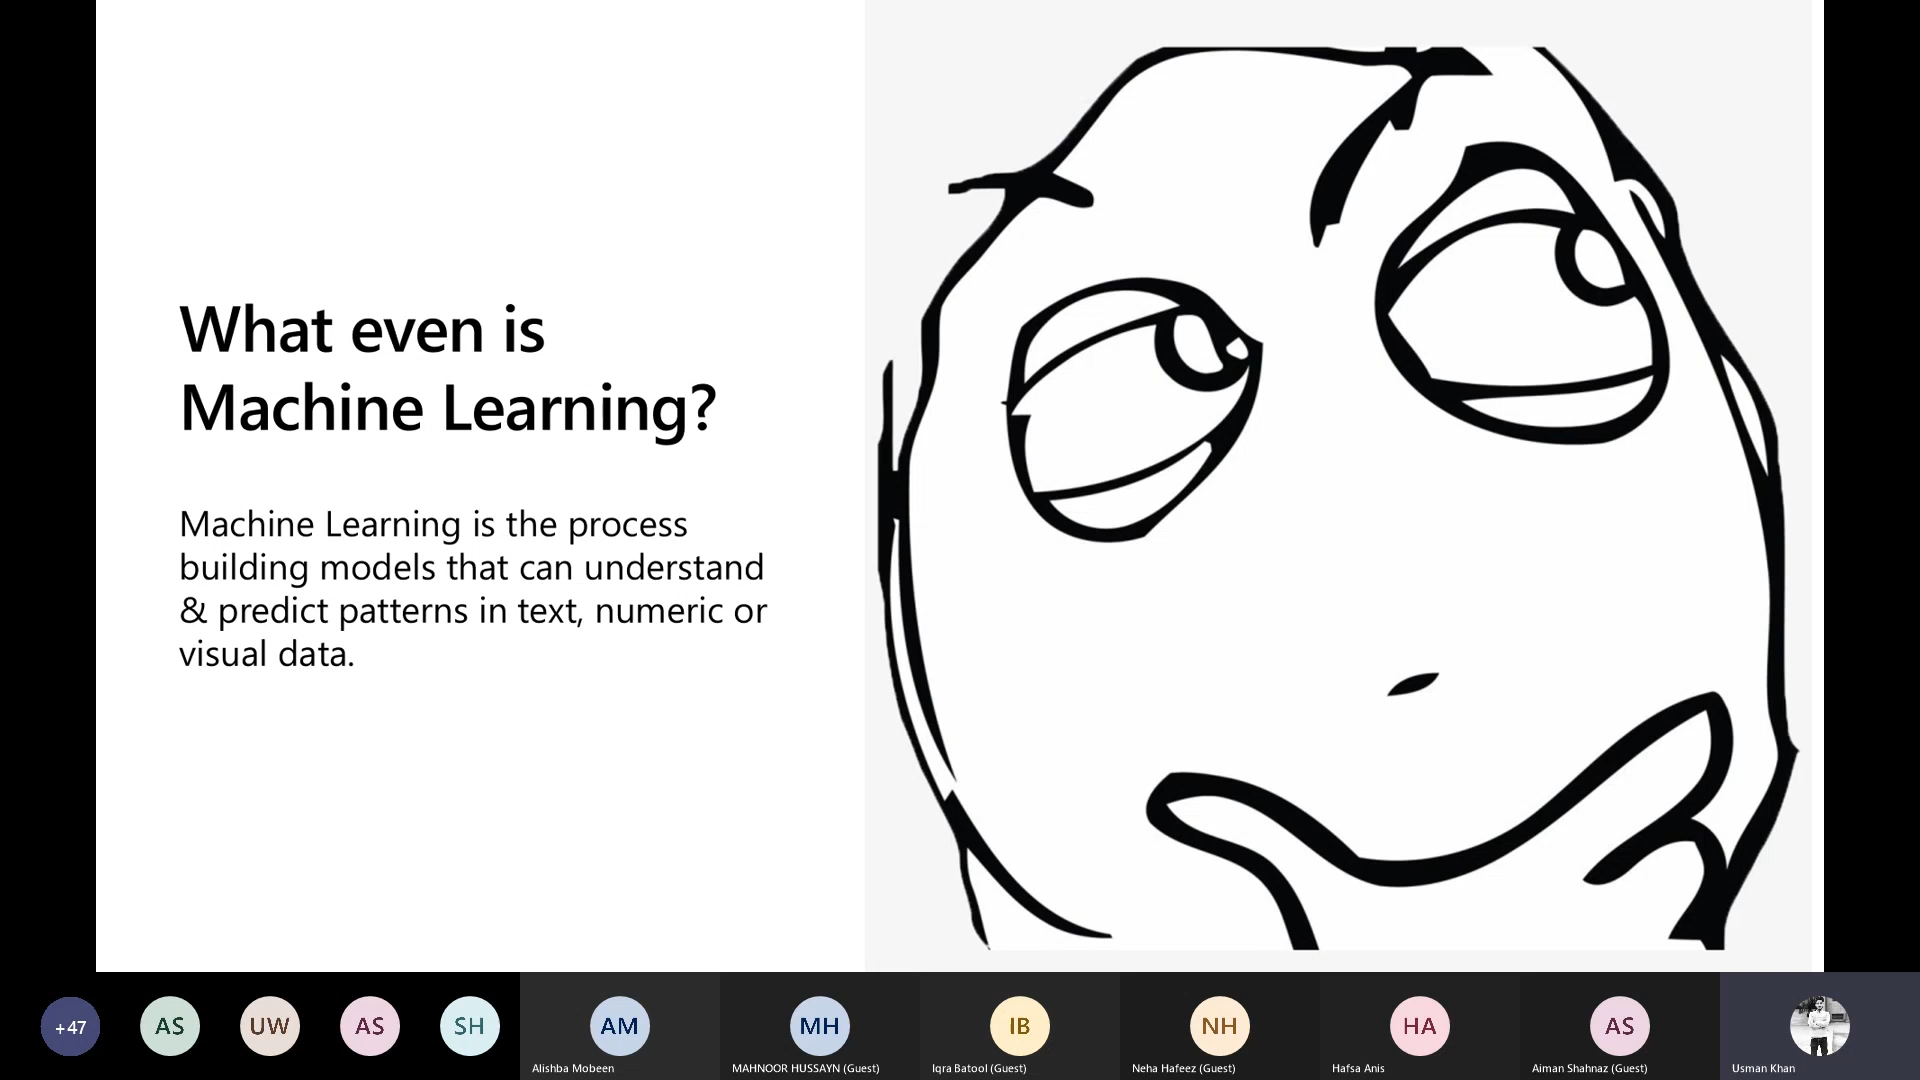 What even is
Machine Learning?
Machine Learning is the process
building models that can understand
& predict patterns in text, numeric or
visual data.
+47
AS
UW
AS
SH
AM
MH
IB
NH
HA
AS
Alishba Mobeen
MAHNOOR HUSSAYN (Guest)
Iqra Batool (Guest)
Neha Hafeez (Guest)
Hafsa Anis
Aiman Shahnaz (Guest)
Usman Khan